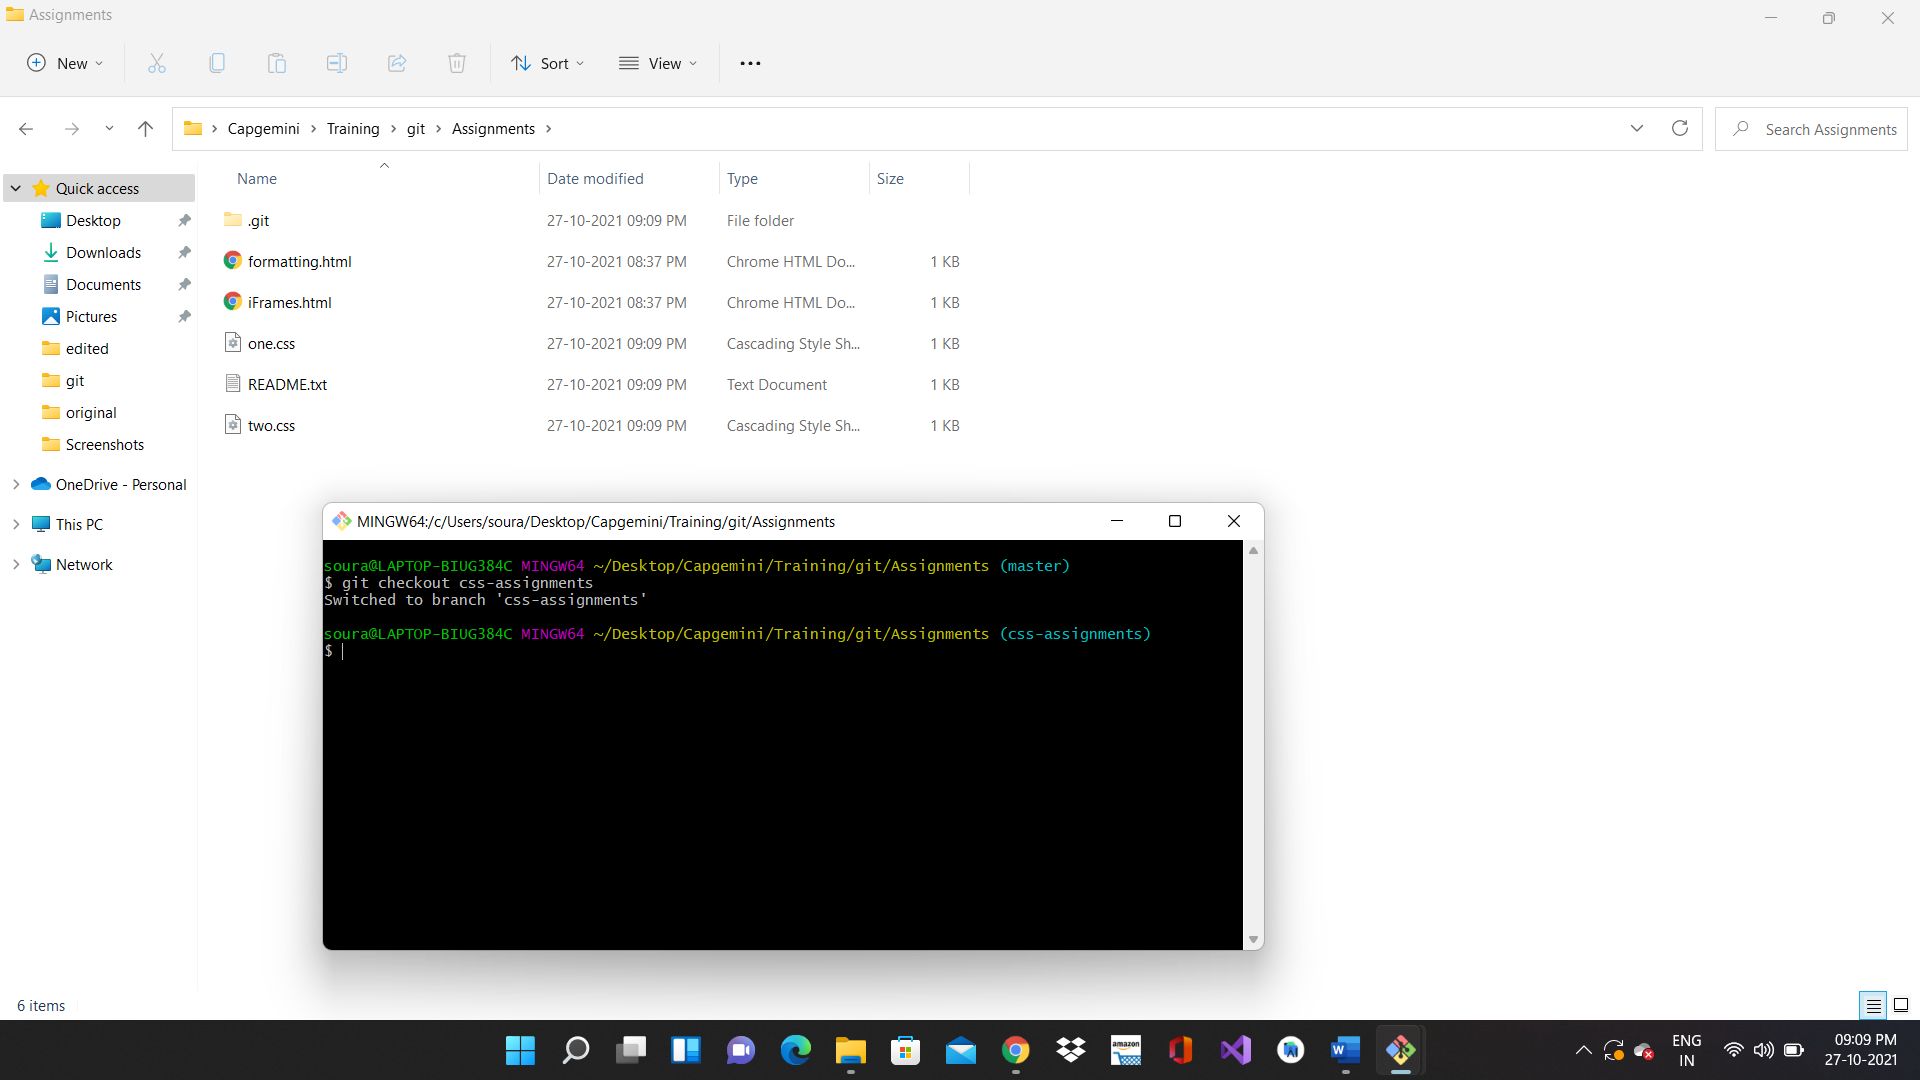 Assignments
New
Sort
View
Capgemini
Training
git
Assignments
Search Assignments
Name
Date modified
Type
Size
Quick access
Desktop
Downloads
Documents
Pictures
edited
git
original
Screenshots
OneDrive - Personal
This PC
Network
.git 27-10-2021 09:09 PM File folder
formatting.html 27-10-2021 08:37 PM Chrome HTML Do... 1 KB
iFrames.html 27-10-2021 08:37 PM Chrome HTML Do... 1 KB
one.css 27-10-2021 09:09 PM Cascading Style Sh... 1 KB
README.txt 27-10-2021 09:09 PM Text Document 1 KB
two.css 27-10-2021 09:09 PM Cascading Style Sh... 1 KB
MINGW64:/c/Users/soura/Desktop/Capgemini/Training/git/Assignments
soura@LAPTOP-BIUG384C MINGW64 ~/Desktop/Capgemini/Training/git/Assignments (master)
$ git checkout css-assignments
Switched to branch 'css-assignments'
soura@LAPTOP-BIUG384C MINGW64 ~/Desktop/Capgemini/Training/git/Assignments (css-assignments)
$
6 items
amazon
W
ENG
IN
09:09 PM
27-10-2021